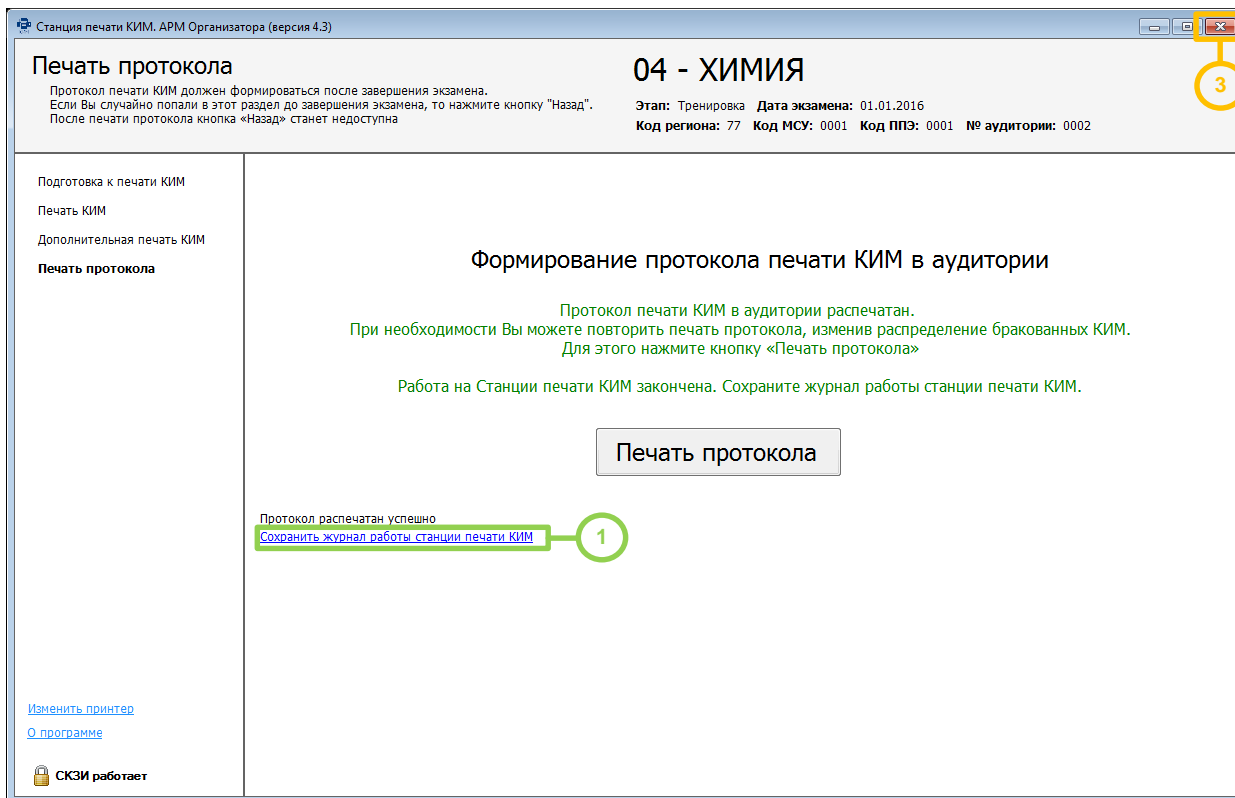 Станция печати КИМ. АРМ Организатора (версия 4.3)
Печать протокола
Протокол печати КИМ должен формироваться после завершения экзамена.
Если Вы случайно попали в этот раздел до завершения экзамена, то нажмите кнопку "Назад".
После печати протокола кнопка «Назад» станет недоступна
04 - ХИМИЯ
Этап: Тренировка Дата экзамена: 01.01.2016
Код региона: 77 Код МСУ: 0001 Код ППЭ: 0001 № аудитории: 0002
3
Подготовка к печати КИМ
Печать КИМ
Дополнительная печать КИМ
Печать протокола
Формирование протокола печати КИМ в аудитории
Протокол печати КИМ в аудитории распечатан.
При необходимости Вы можете повторить печать протокола, изменив распределение бракованных КИМ.
Для этого нажмите кнопку «Печать протокола»
Работа на Станции печати КИМ закончена. Сохраните журнал работы станции печати КИМ.
Печать протокола
Протокол распечатан успешно
Сохранить журнал работы станции печати КИМ
1
Изменить принтер
О программе
СКЗИ работает